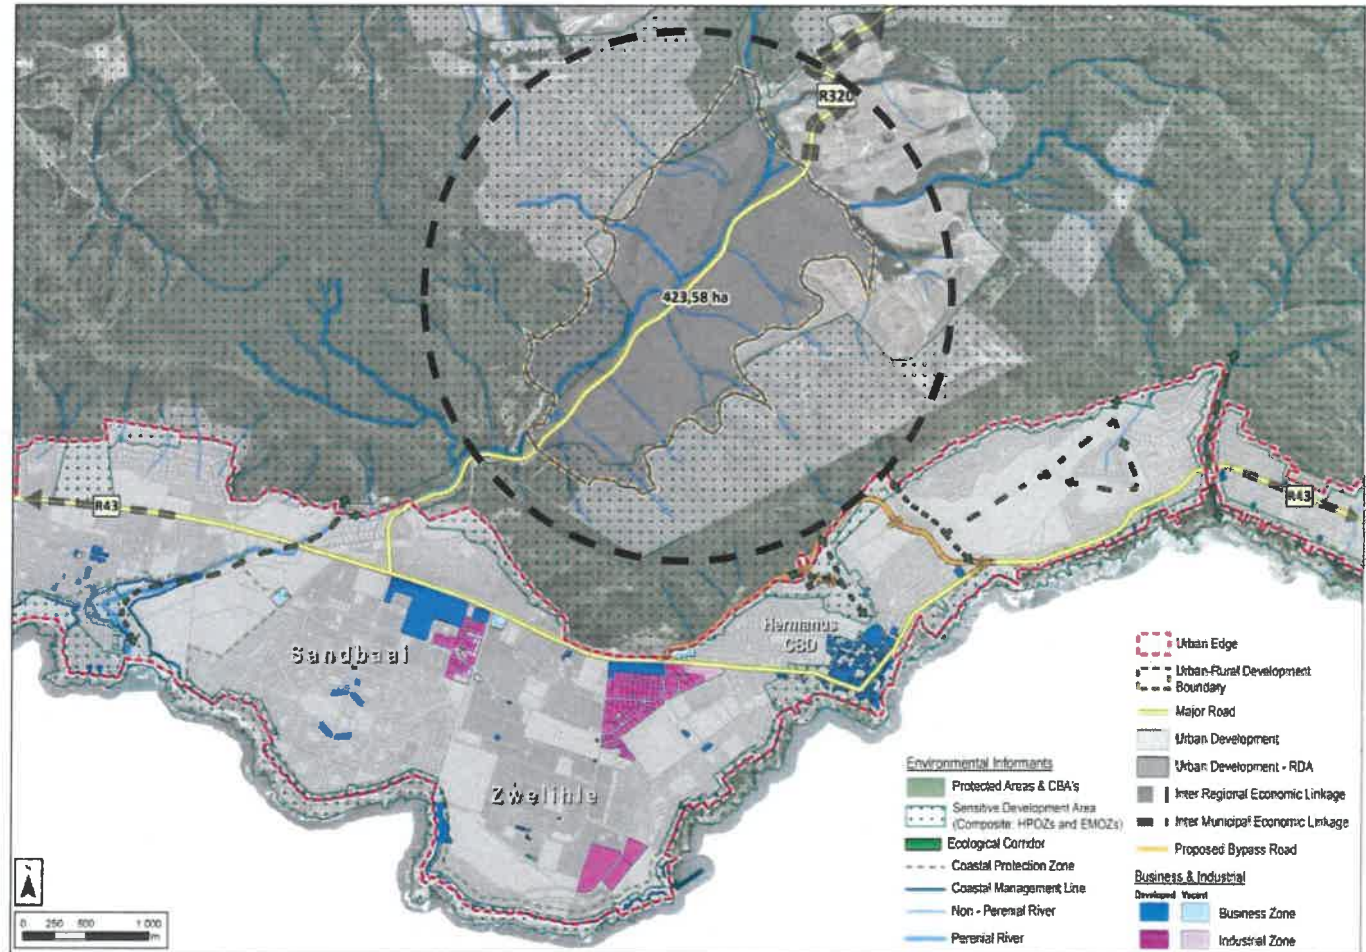 R320
423,58 ha
R43
R43
Hermanus
CBD
Sandbaai
Zwelihle
Urban Edge
Urban-Rural Development
Boundary
Major Road
Urban Development
Urban Development - RDA
Inter Regional Economic Linkage
Inter Municipal Economic Linkage
Proposed Bypass Road
Business & Industrial
Developed Vacant
Business Zone
Industrial Zone
Environmental Informants
Protected Areas & CBA's
Sensitive Development Area
(Composite: HPOZs and EMOZs)
Ecological Corridor
Coastal Protection Zone
Coastal Management Line
Non - Perenial River
Perenial River
0 250 500 1 000
m